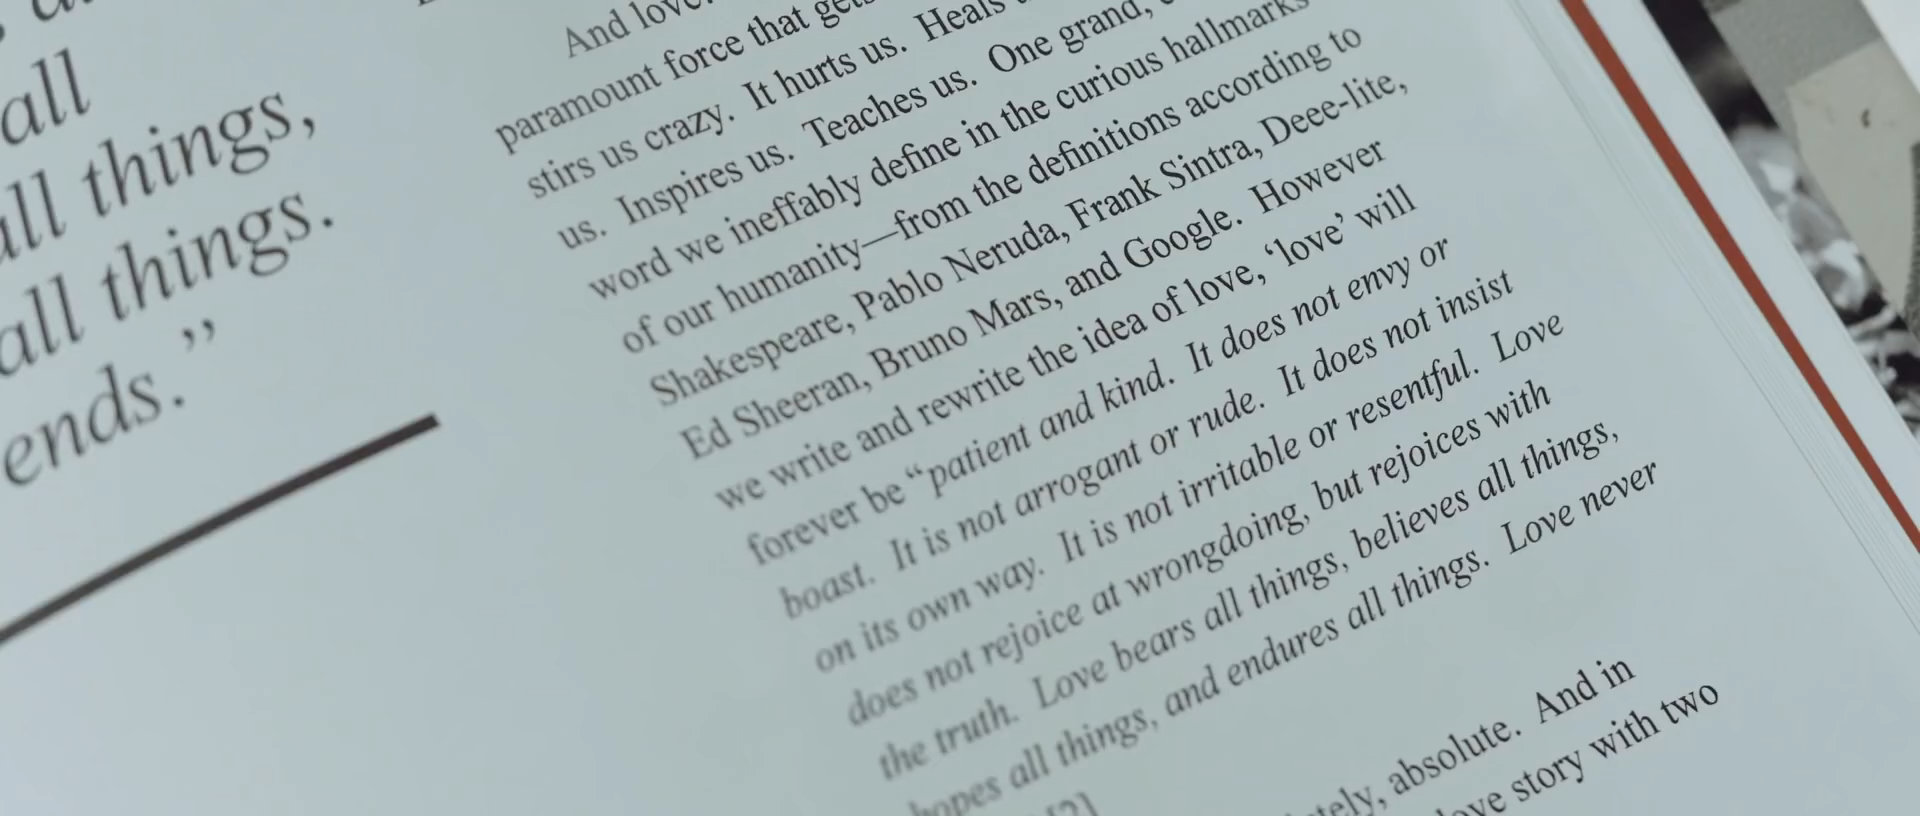 all
all things,
all things.
ends.”
And love.
paramount force that gets
stirs us crazy. It hurts us. Heals
us. Inspires us. Teaches us. One grand,
word we ineffably define in the curious hallmarks
of our humanity—from the definitions according to
Shakespeare, Pablo Neruda, Frank Sintra, Deee-lite,
Ed Sheeran, Bruno Mars, and Google. However
we write and rewrite the idea of love, ‘love’ will
forever be “patient and kind. It does not envy or
boast. It is not arrogant or rude. It does not insist
on its own way. It is not irritable or resentful. Love
does not rejoice at wrongdoing, but rejoices with
the truth. Love bears all things, believes all things,
hopes all things, and endures all things. Love never
[2]
absolute. And in
love story with two